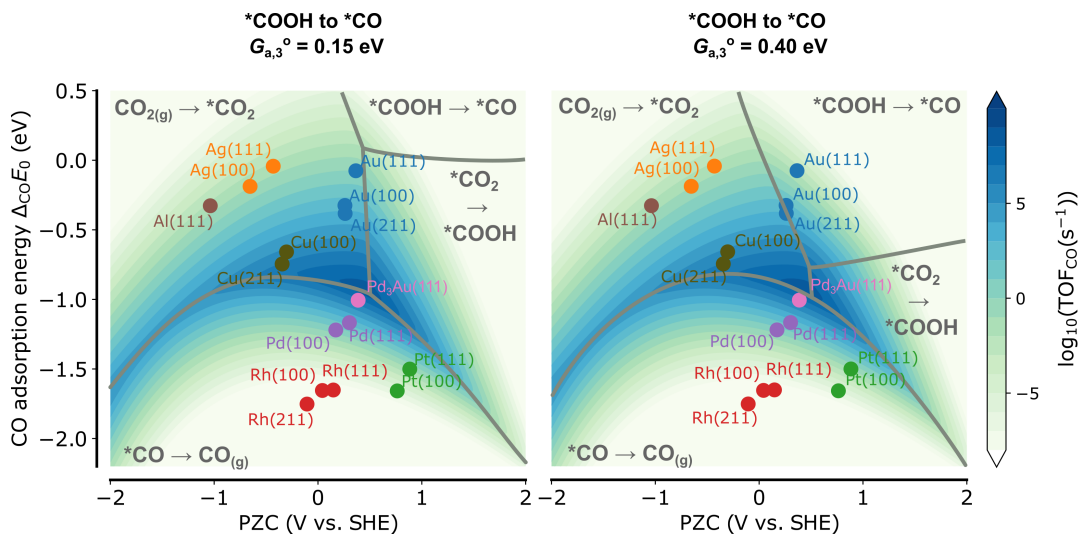 *COOH to *CO
Gₐ,₃° = 0.15 eV
*COOH to *CO
Gₐ,₃° = 0.40 eV
CO adsorption energy Δ_CO E₀ (eV)
0.5
0.0
−0.5
−1.0
−1.5
−2.0
CO₂(g) → *CO₂
*COOH → *CO
Ag(111)
Ag(100)
Al(111)
Au(111)
Au(100)
Au(211)
*CO₂
→
*COOH
Cu(100)
Cu(211)
Pd₃Au(111)
Pd(111)
Pd(100)
Pt(111)
Pt(100)
Rh(100)
Rh(111)
Rh(211)
*CO → CO(g)
−2
−1
0
1
2
PZC (V vs. SHE)
CO₂(g) → *CO₂
*COOH → *CO
Ag(111)
Ag(100)
Al(111)
Au(111)
Au(100)
Au(211)
Cu(100)
Cu(211)
*CO₂
→
*COOH
Pd₃Au(111)
Pd(111)
Pd(100)
Pt(111)
Pt(100)
Rh(100)
Rh(111)
Rh(211)
*CO → CO(g)
−2
−1
0
1
2
PZC (V vs. SHE)
5
0
−5
log₁₀(TOF_CO(s⁻¹))